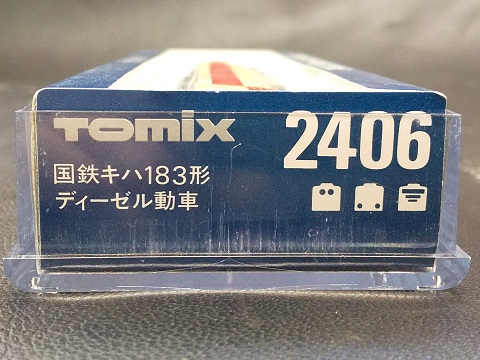 TOMIX
2406
国鉄キハ183形
ディーゼル動車